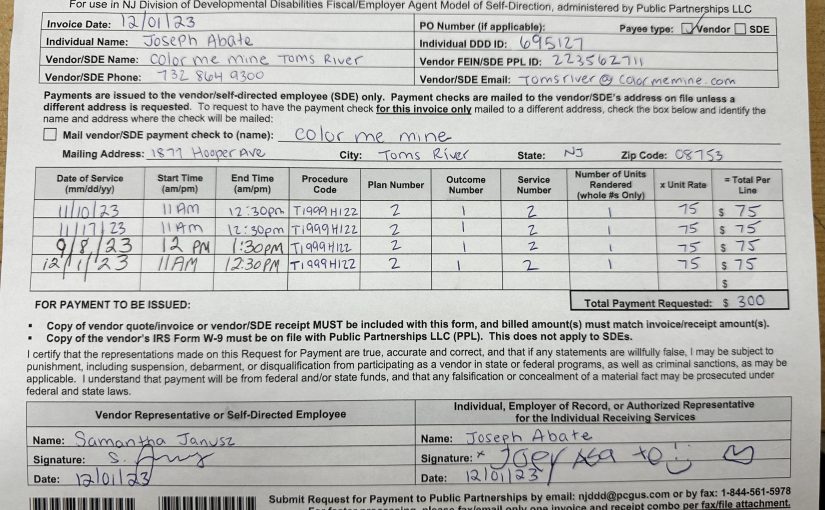 For use in NJ Division of Developmental Disabilities Fiscal/Employer Agent Model of Self-Direction, administered by Public Partnerships LLC
Invoice Date: 12/01/23 PO Number (if applicable): Payee type: Vendor SDE
Individual Name: Joseph Abate Individual DDD ID: 695127
Vendor/SDE Name: Color me mine Toms River Vendor FEIN/SDE PPL ID: 223562711
Vendor/SDE Phone: 732 864 9300 Vendor/SDE Email: Tomsriver@colormemine.com
Payments are issued to the vendor/self-directed employee (SDE) only. Payment checks are mailed to the vendor/SDE's address on file unless a
different address is requested. To request to have the payment check for this invoice only mailed to a different address, check the box below and identify the
name and address where the check will be mailed:
Mail vendor/SDE payment check to (name): color me mine
Mailing Address: 1877 Hooper Ave City: Toms River State: NJ Zip Code: 08753
Date of Service (mm/dd/yy) Start Time (am/pm) End Time (am/pm) Procedure Code Plan Number Outcome Number Service Number Number of Units Rendered (whole #s Only) x Unit Rate = Total Per Line
11/10/23 11AM 12:30pm T1999H122 2 1 2 1 75 $ 75
11/17/23 11AM 12:30pm T1999H122 2 1 2 1 75 $ 75
9/8/23 12 PM 1:30PM T1999H122 2 1 2 1 75 $ 75
12/1/23 11AM 12:30PM T1999H122 2 1 2 1 75 $ 75
$
FOR PAYMENT TO BE ISSUED: Total Payment Requested: $ 300
▪ Copy of vendor quote/invoice or vendor/SDE receipt MUST be included with this form, and billed amount(s) must match invoice/receipt amount(s).
▪ Copy of the vendor's IRS Form W-9 must be on file with Public Partnerships LLC (PPL). This does not apply to SDEs.
I certify that the representations made on this Request for Payment are true, accurate and correct, and that if any statements are willfully false, I may be subject to
punishment, including suspension, debarment, or disqualification from participating as a vendor in state or federal programs, as well as criminal sanctions, as may be
applicable. I understand that payment will be from federal and/or state funds, and that any falsification or concealment of a material fact may be prosecuted under
federal and state laws.
Vendor Representative or Self-Directed Employee Individual, Employer of Record, or Authorized Representative for the Individual Receiving Services
Name: Samantha Janusz Name: Joseph Abate
Signature: S. Signature: x
Date: 12/01/23 Date: 12/01/23
Submit Request for Payment to Public Partnerships by email: njddd@pcgus.com or by fax: 1-844-561-5978
please fax/email only one invoice and receipt combo per fax/file attachment.